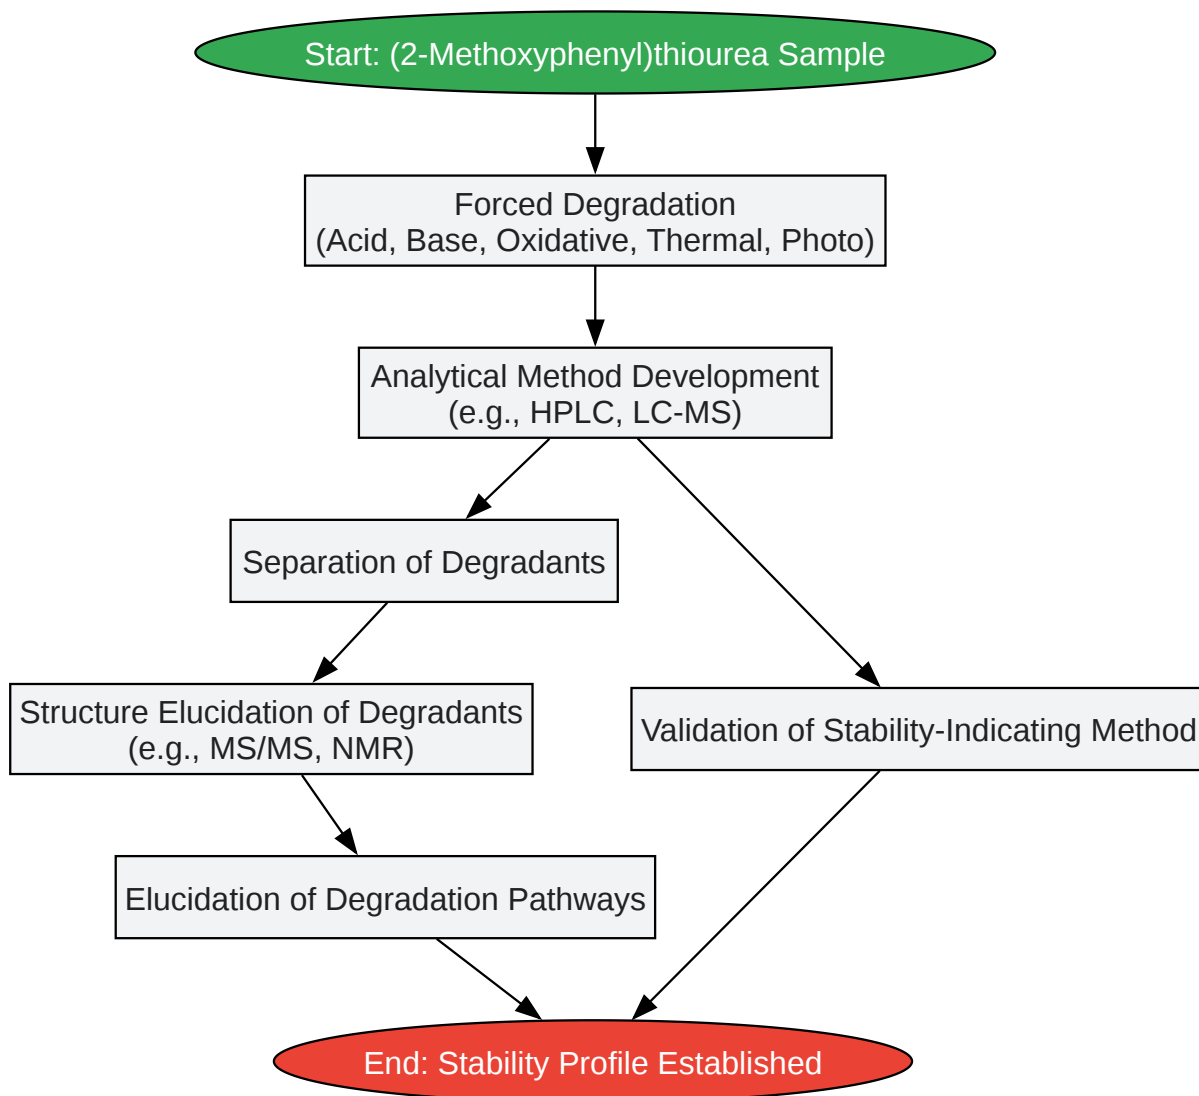 Start: (2-Methoxyphenyl)thiourea Sample
Forced Degradation
(Acid, Base, Oxidative, Thermal, Photo)
Analytical Method Development
(e.g., HPLC, LC-MS)
Separation of Degradants
Structure Elucidation of Degradants
(e.g., MS/MS, NMR)
Validation of Stability-Indicating Method
Elucidation of Degradation Pathways
End: Stability Profile Established